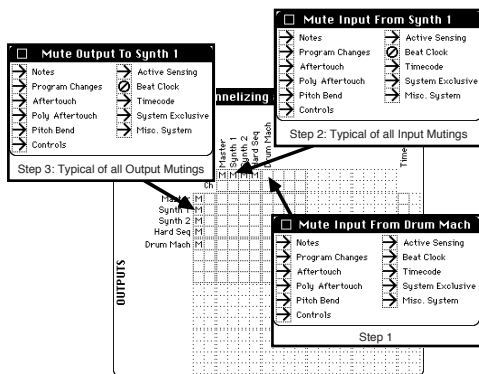 Mute Input From Synth 1
Notes
Program Changes
Aftertouch
Poly Aftertouch
Pitch Bend
Controls
Active Sensing
Beat Clock
Timecode
System Exclusive
Misc. System
Step 2: Typical of all Input Mutings
Mute Output To Synth 1
Notes
Program Changes
Aftertouch
Poly Aftertouch
Pitch Bend
Controls
Active Sensing
Beat Clock
Timecode
System Exclusive
Misc. System
Step 3: Typical of all Output Mutings
nnelizing
Master
Synth 1
Synth 2
Hard Seq
Drum Mach
Time
M M M M
Ch
Maste
Synth 1 M
Synth 2 M
Hard Seq M
Drum Mach M
OUTPUTS
Mute Input From Drum Mach
Notes
Program Changes
Aftertouch
Poly Aftertouch
Pitch Bend
Controls
Active Sensing
Beat Clock
Timecode
System Exclusive
Misc. System
Step 1